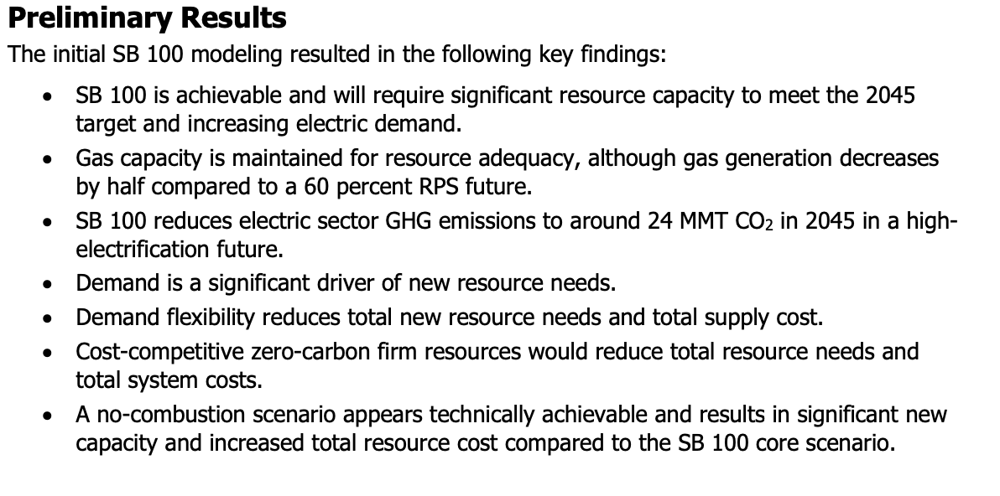 Preliminary Results
The initial SB 100 modeling resulted in the following key findings:
• SB 100 is achievable and will require significant resource capacity to meet the 2045
target and increasing electric demand.
• Gas capacity is maintained for resource adequacy, although gas generation decreases
by half compared to a 60 percent RPS future.
• SB 100 reduces electric sector GHG emissions to around 24 MMT CO₂ in 2045 in a high-
electrification future.
• Demand is a significant driver of new resource needs.
• Demand flexibility reduces total new resource needs and total supply cost.
• Cost-competitive zero-carbon firm resources would reduce total resource needs and
total system costs.
• A no-combustion scenario appears technically achievable and results in significant new
capacity and increased total resource cost compared to the SB 100 core scenario.